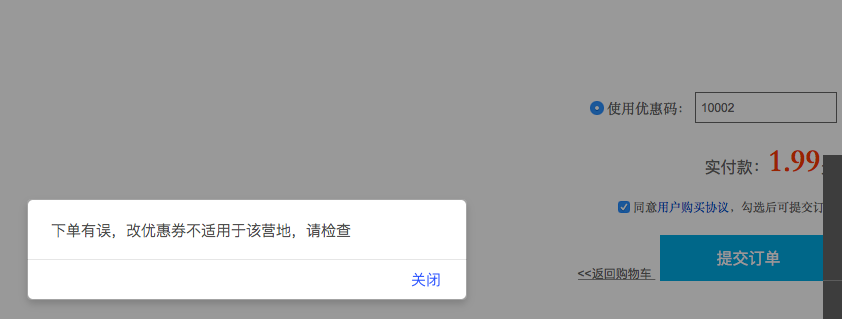 使用优惠码：
10002
实付款：1.99
同意用户购买协议，勾选后可提交订
下单有误，改优惠券不适用于该营地，请检查
提交订单
<<返回购物车
关闭